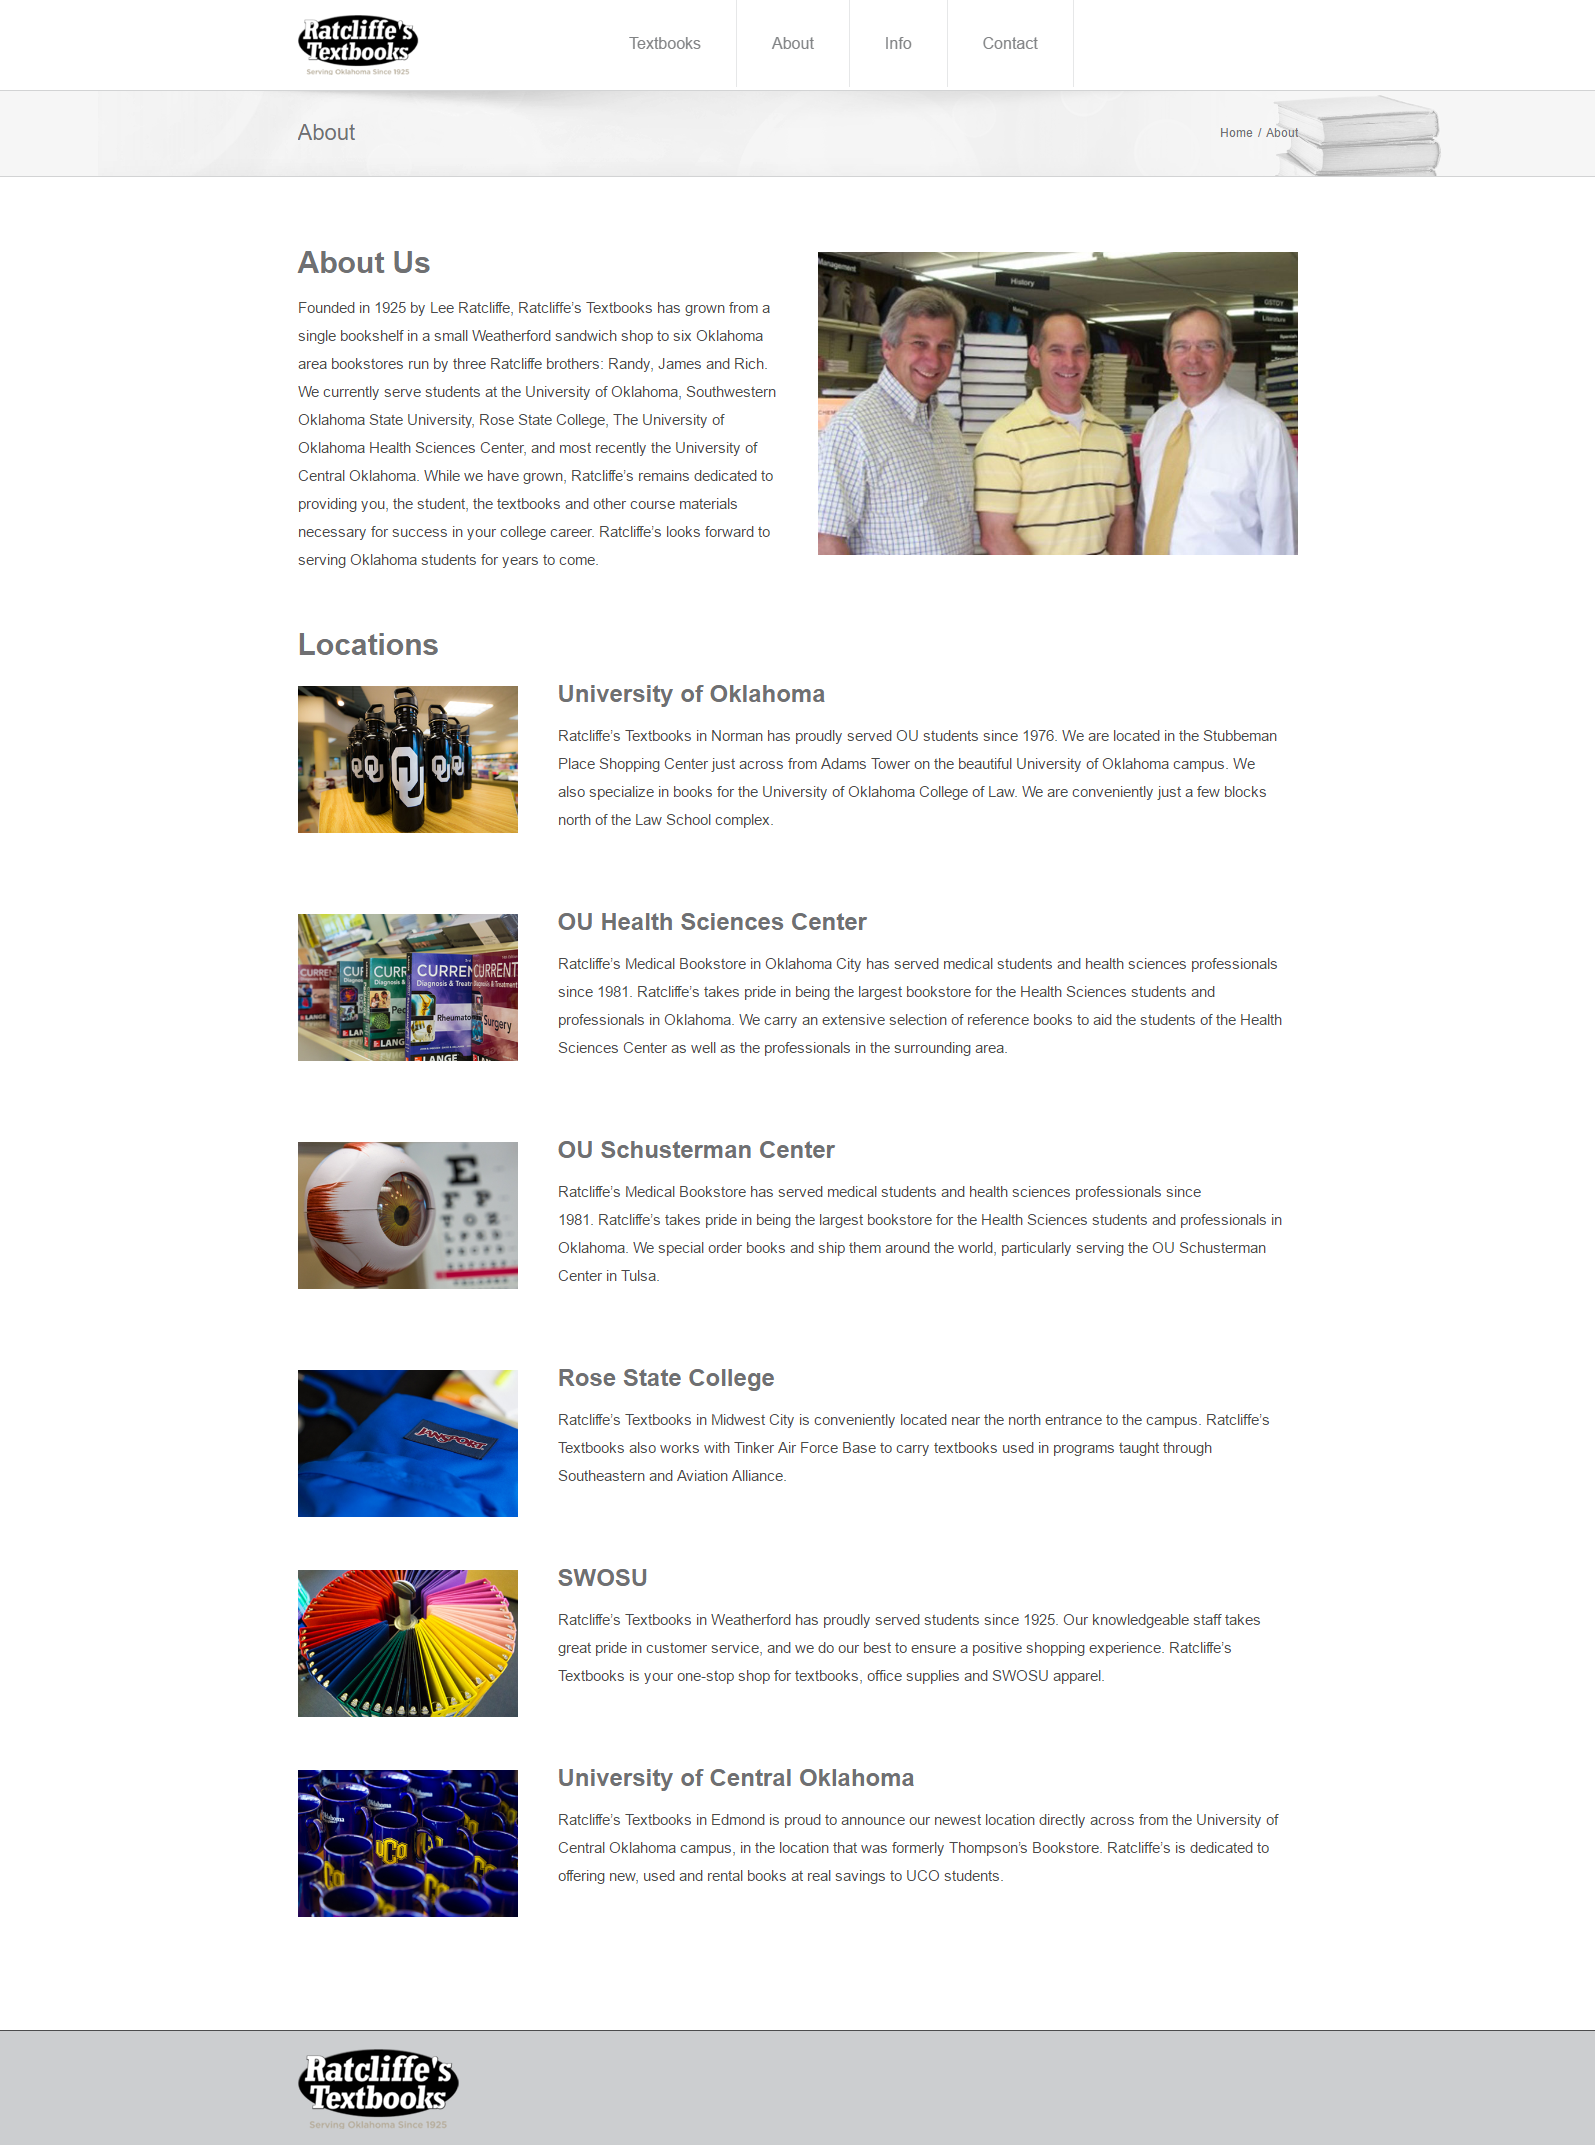 Ratcliffe's
Textbooks
Serving Oklahoma Since 1925
Textbooks
About
Info
Contact
About
Home / About
About Us
Founded in 1925 by Lee Ratcliffe, Ratcliffe’s Textbooks has grown from a
single bookshelf in a small Weatherford sandwich shop to six Oklahoma
area bookstores run by three Ratcliffe brothers: Randy, James and Rich.
We currently serve students at the University of Oklahoma, Southwestern
Oklahoma State University, Rose State College, The University of
Oklahoma Health Sciences Center, and most recently the University of
Central Oklahoma. While we have grown, Ratcliffe’s remains dedicated to
providing you, the student, the textbooks and other course materials
necessary for success in your college career. Ratcliffe’s looks forward to
serving Oklahoma students for years to come.
Management
History
Literature
Locations
OU
University of Oklahoma
Ratcliffe’s Textbooks in Norman has proudly served OU students since 1976. We are located in the Stubbeman
Place Shopping Center just across from Adams Tower on the beautiful University of Oklahoma campus. We
also specialize in books for the University of Oklahoma College of Law. We are conveniently just a few blocks
north of the Law School complex.
CURREN
CURRENT
Diagnosis & Treatment
Rheumato
Surgery
LANGE
OU Health Sciences Center
Ratcliffe’s Medical Bookstore in Oklahoma City has served medical students and health sciences professionals
since 1981. Ratcliffe’s takes pride in being the largest bookstore for the Health Sciences students and
professionals in Oklahoma. We carry an extensive selection of reference books to aid the students of the Health
Sciences Center as well as the professionals in the surrounding area.
E
OU Schusterman Center
Ratcliffe’s Medical Bookstore has served medical students and health sciences professionals since
1981. Ratcliffe’s takes pride in being the largest bookstore for the Health Sciences students and professionals in
Oklahoma. We special order books and ship them around the world, particularly serving the OU Schusterman
Center in Tulsa.
JANSPORT
Rose State College
Ratcliffe’s Textbooks in Midwest City is conveniently located near the north entrance to the campus. Ratcliffe’s
Textbooks also works with Tinker Air Force Base to carry textbooks used in programs taught through
Southeastern and Aviation Alliance.
SWOSU
Ratcliffe’s Textbooks in Weatherford has proudly served students since 1925. Our knowledgeable staff takes
great pride in customer service, and we do our best to ensure a positive shopping experience. Ratcliffe’s
Textbooks is your one-stop shop for textbooks, office supplies and SWOSU apparel.
UCO
University of Central Oklahoma
Ratcliffe’s Textbooks in Edmond is proud to announce our newest location directly across from the University of
Central Oklahoma campus, in the location that was formerly Thompson’s Bookstore. Ratcliffe’s is dedicated to
offering new, used and rental books at real savings to UCO students.
Ratcliffe's
Textbooks
Serving Oklahoma Since 1925